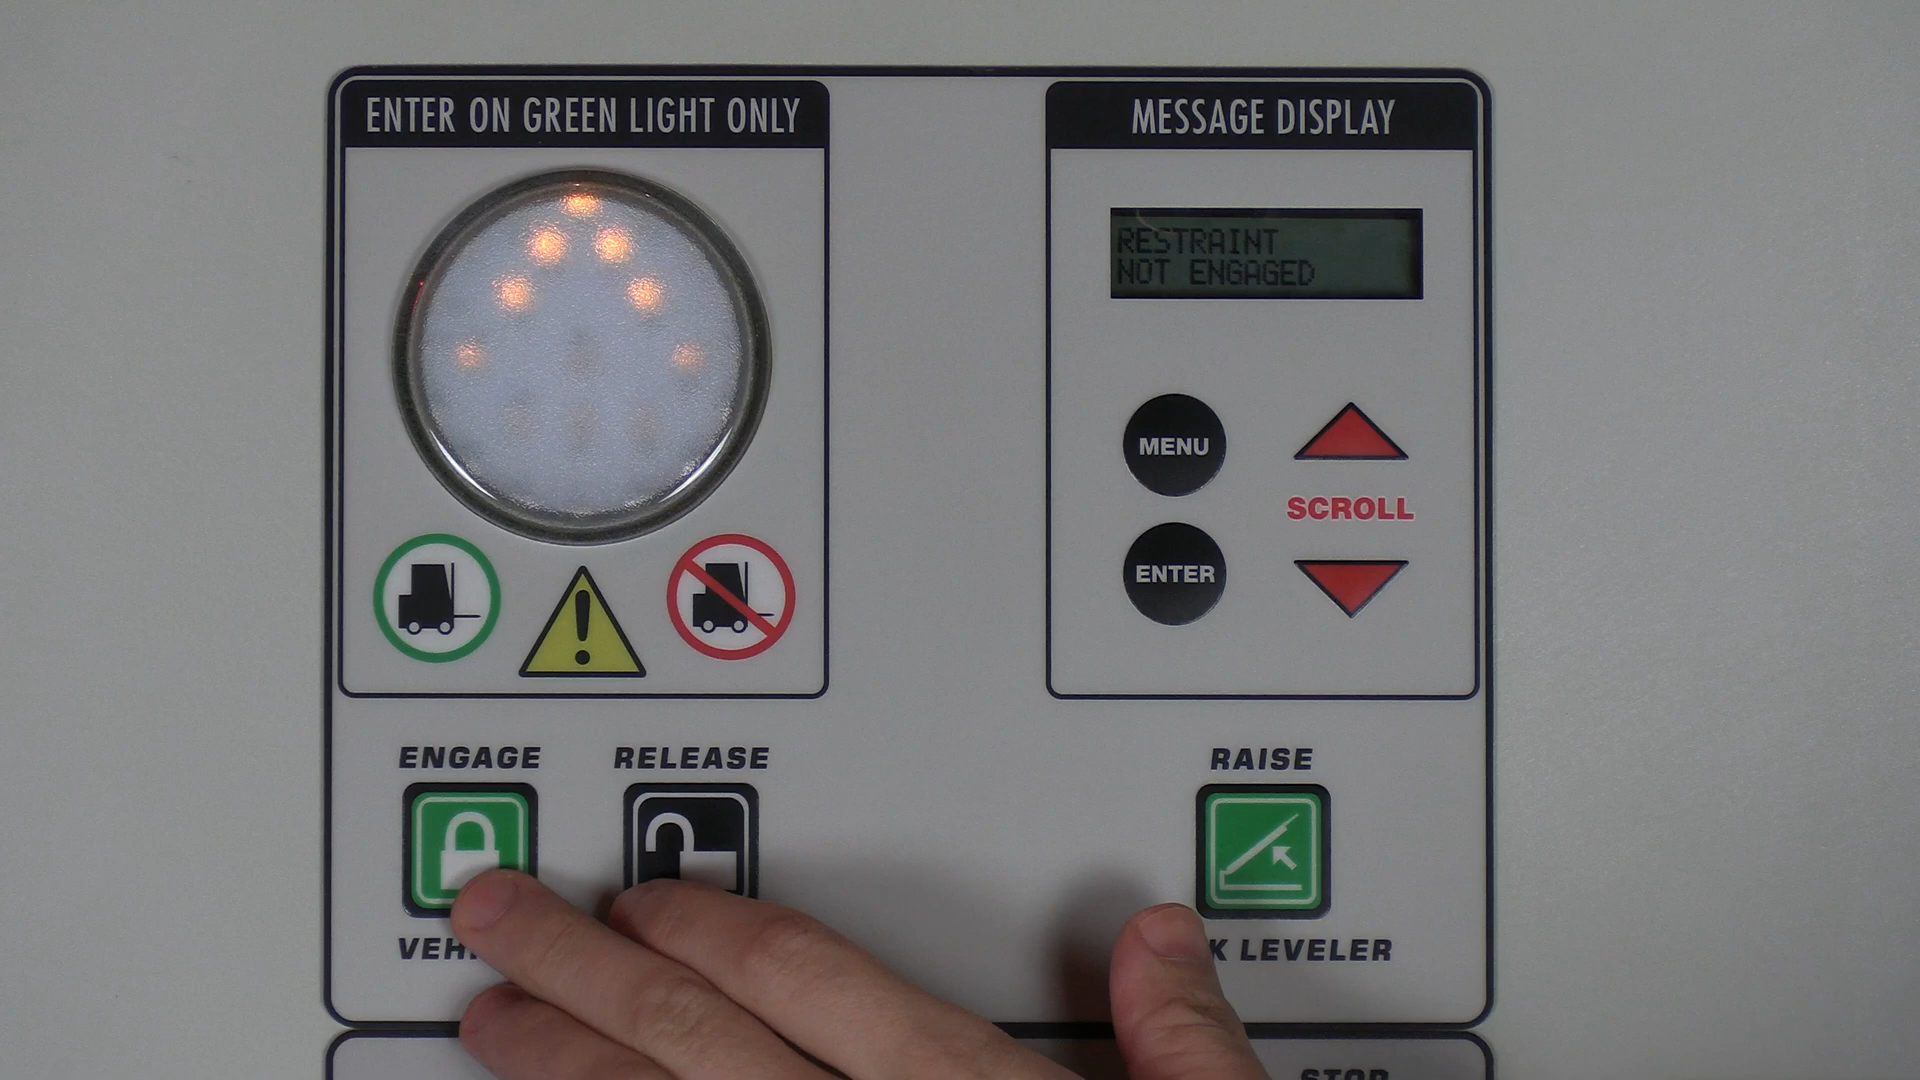 ENTER ON GREEN LIGHT ONLY
MESSAGE DISPLAY
RESTRAINT
NOT ENGAGED
MENU
SCROLL
ENTER
ENGAGE
RELEASE
RAISE
LEVELER